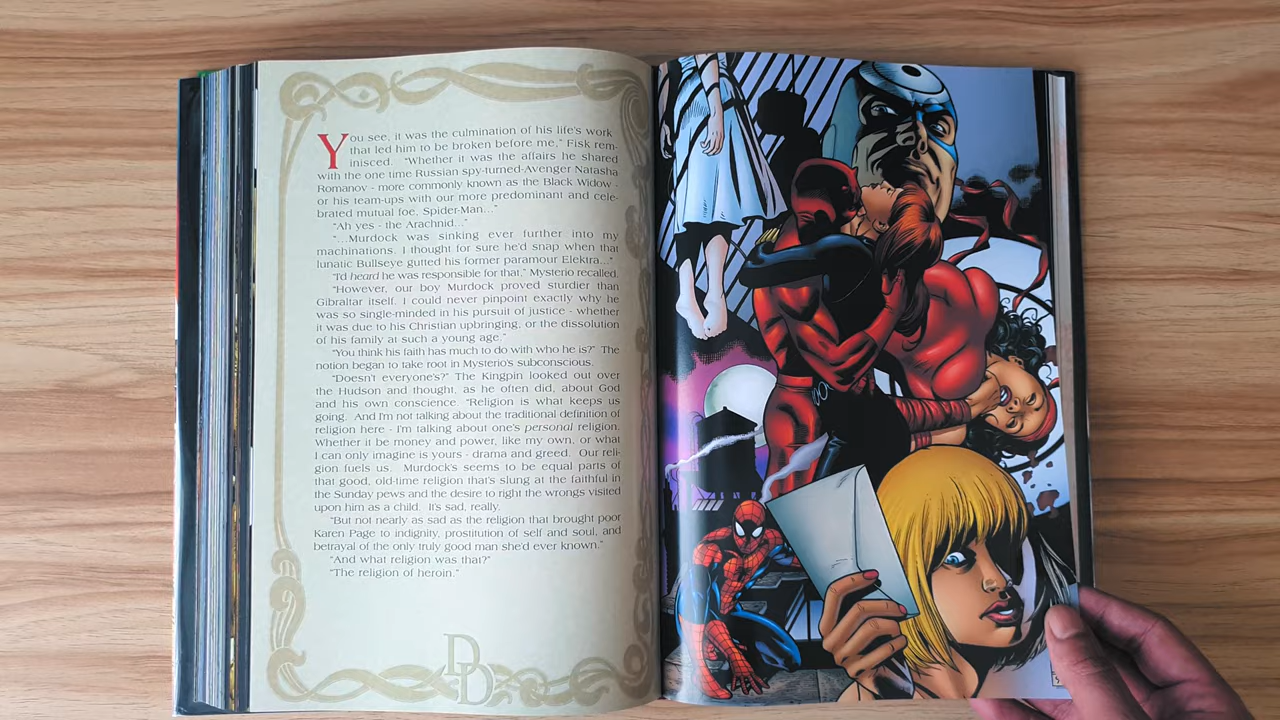 You see, it was the culmination of his life's work
that led him to be broken before me," Fisk rem-
inisced. "Whether it was the affairs he shared
with the one time Russian spy-turned-Avenger Natasha
Romanov - more commonly known as the Black Widow -
or his team-ups with our more predominant and cele-
brated mutual foe, Spider-Man..."
"Ah yes - the Arachnid...
"...Murdock was sinking ever further into my
machinations. I thought for sure he'd snap when that
lunatic Bullseye gutted his former paramour Elektra..."
"I'd heard he was responsible for that," Mysterio recalled.
"However, our boy Murdock proved sturdier than
Gibraltar itself. I could never pinpoint exactly why he
was so single-minded in his pursuit of justice - whether
it was due to his Christian upbringing, or the dissolution
of his family at such a young age."
"You think his faith has much to do with who he is?" The
notion began to take root in Mysterio's subconscious.
"Doesn't everyone's?" The Kingpin looked out over
the Hudson and thought, as he often did, about God
and his own conscience. "Religion is what keeps us
going. And I'm not talking about the traditional definition of
religion here - I'm talking about one's personal religion.
Whether it be money and power, like my own, or what
I can only imagine is yours - drama and greed. Our reli-
gion fuels us. Murdock's seems to be equal parts of
that good, old-time religion that's slung at the faithful in
the Sunday pews and the desire to right the wrongs visited
upon him as a child. It's sad, really.
"But not nearly as sad as the religion that brought poor
Karen Page to indignity, prostitution of self and soul, and
betrayal of the only truly good man she'd ever known."
"And what religion was that?"
"The religion of heroin."
DD